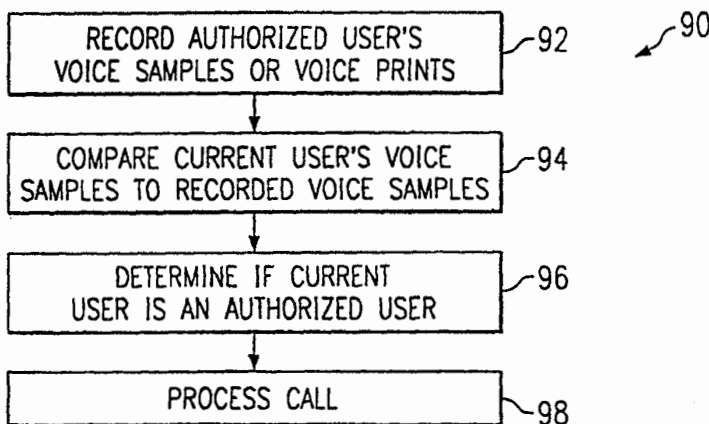 90
RECORD AUTHORIZED USER'S
VOICE SAMPLES OR VOICE PRINTS
92
COMPARE CURRENT USER'S VOICE
SAMPLES TO RECORDED VOICE SAMPLES
94
DETERMINE IF CURRENT
USER IS AN AUTHORIZED USER
96
PROCESS CALL
98